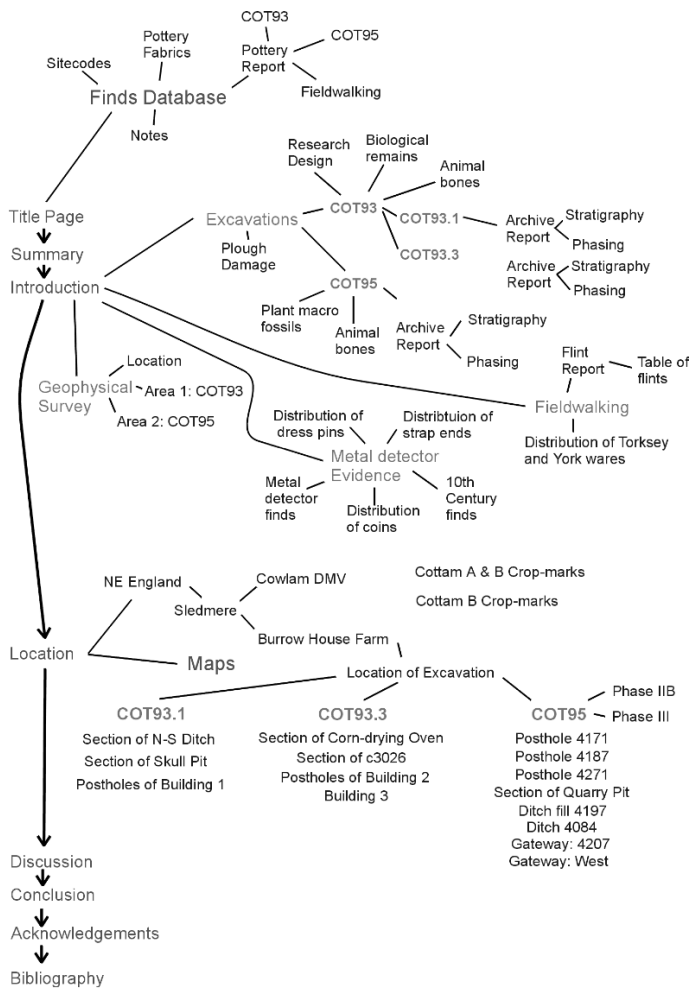 COT93
Pottery
Fabrics
COT95
Sitecodes
Pottery
Report
Finds Database
Fieldwalking
Notes
Research
Design
Biological
remains
Animal
bones
Title Page
Excavations
COT93
COT93.1
Archive
Report
Stratigraphy
Phasing
Plough
Damage
Summary
COT93.3
Archive
Report
Stratigraphy
Phasing
Introduction
COT95
Plant macro
fossils
Animal
bones
Archive
Report
Stratigraphy
Phasing
Flint
Report
Table of
flints
Location
Geophysical
Survey
Area 1: COT93
Area 2: COT95
Fieldwalking
Distribution of Torksey
and York wares
Distribution of
dress pins
Distribtuion of
strap ends
Metal detector
Evidence
Metal
detector
finds
Distribution
of coins
10th
Century
finds
NE England
Cowlam DMV
Cottam A & B Crop-marks
Sledmere
Cottam B Crop-marks
Burrow House Farm
Location
Maps
Location of Excavation
COT93.1
Section of N-S Ditch
Section of Skull Pit
Postholes of Building 1
COT93.3
Section of Corn-drying Oven
Section of c3026
Postholes of Building 2
Building 3
COT95
Phase IIB
Phase III
Posthole 4171
Posthole 4187
Posthole 4271
Section of Quarry Pit
Ditch fill 4197
Ditch 4084
Gateway: 4207
Gateway: West
Discussion
Conclusion
Acknowledgements
Bibliography